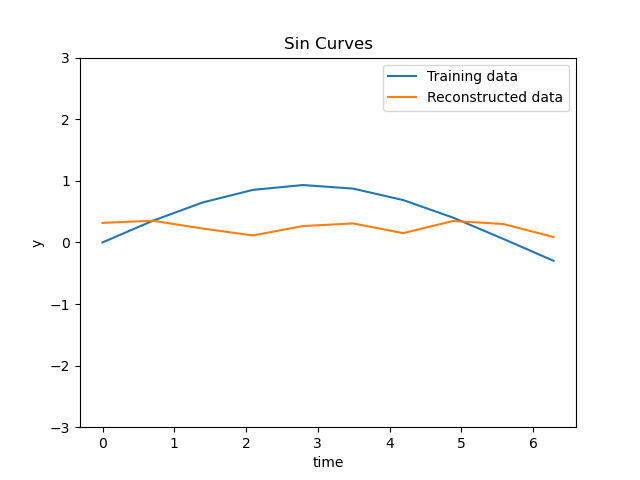 Sin Curves
Training data
Reconstructed data
3
2
1
0
−1
−2
−3
y
0 1 2 3 4 5 6
time